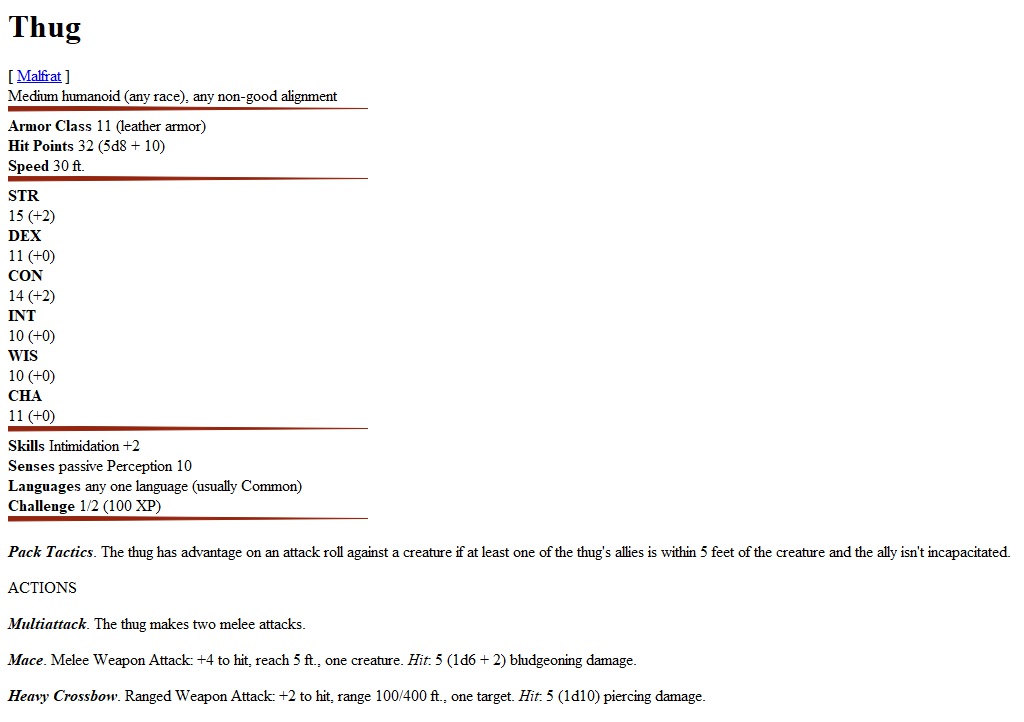 Thug
[ Malfrat ]
Medium humanoid (any race), any non-good alignment
Armor Class 11 (leather armor)
Hit Points 32 (5d8 + 10)
Speed 30 ft.
STR
15 (+2)
DEX
11 (+0)
CON
14 (+2)
INT
10 (+0)
WIS
10 (+0)
CHA
11 (+0)
Skills Intimidation +2
Senses passive Perception 10
Languages any one language (usually Common)
Challenge 1/2 (100 XP)
Pack Tactics. The thug has advantage on an attack roll against a creature if at least one of the thug's allies is within 5 feet of the creature and the ally isn't incapacitated.
ACTIONS
Multiattack. The thug makes two melee attacks.
Mace. Melee Weapon Attack: +4 to hit, reach 5 ft., one creature. Hit: 5 (1d6 + 2) bludgeoning damage.
Heavy Crossbow. Ranged Weapon Attack: +2 to hit, range 100/400 ft., one target. Hit: 5 (1d10) piercing damage.